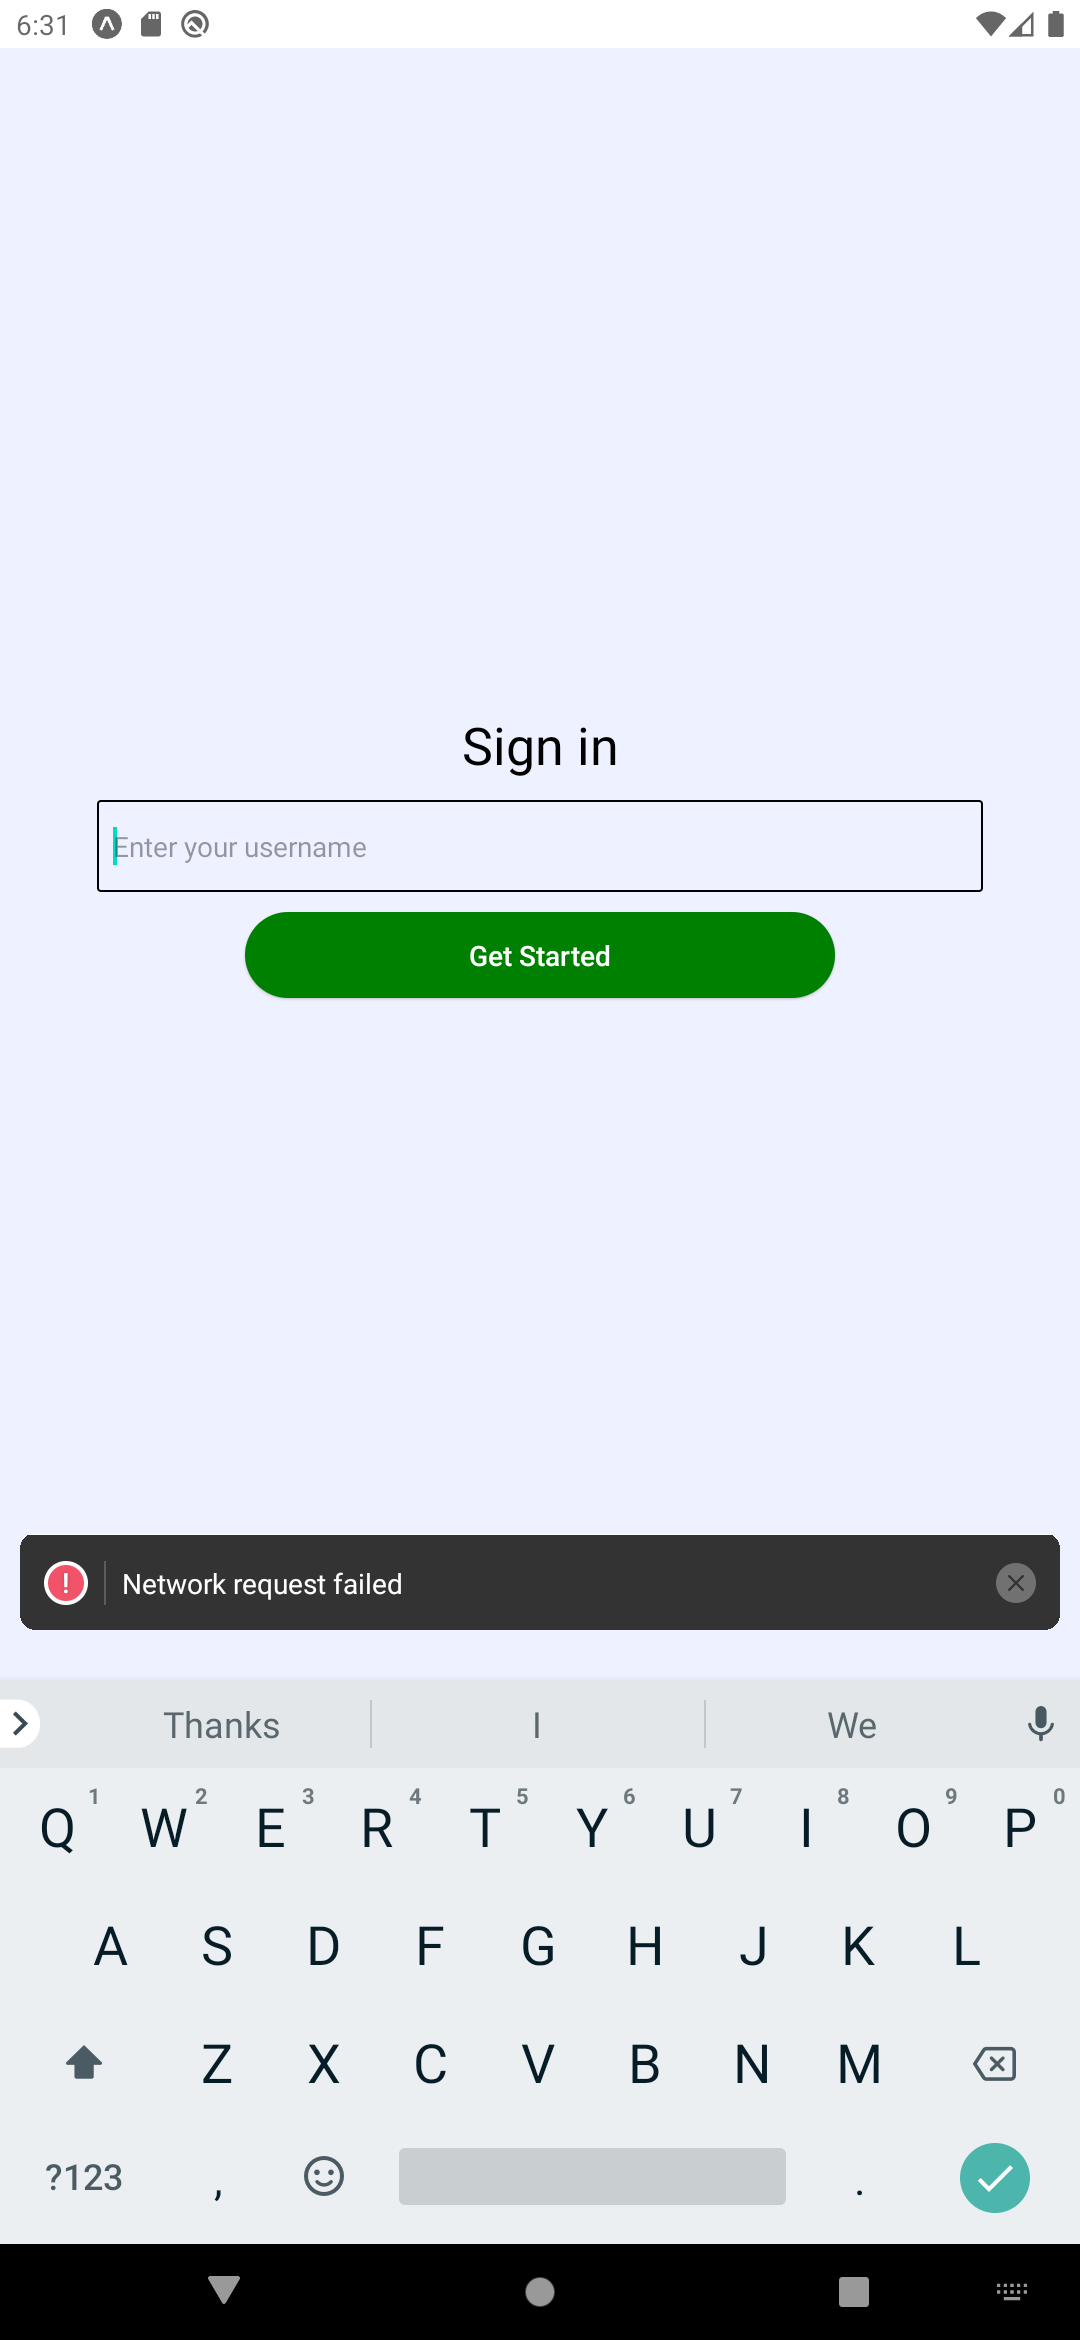 6:31
Sign in
Enter your username
Get Started
Network request failed
Thanks I We
1 2 3 4 5 6 7 8 9 0
Q W E R T Y U I O P
A S D F G H J K L
Z X C V B N M
?123 , .